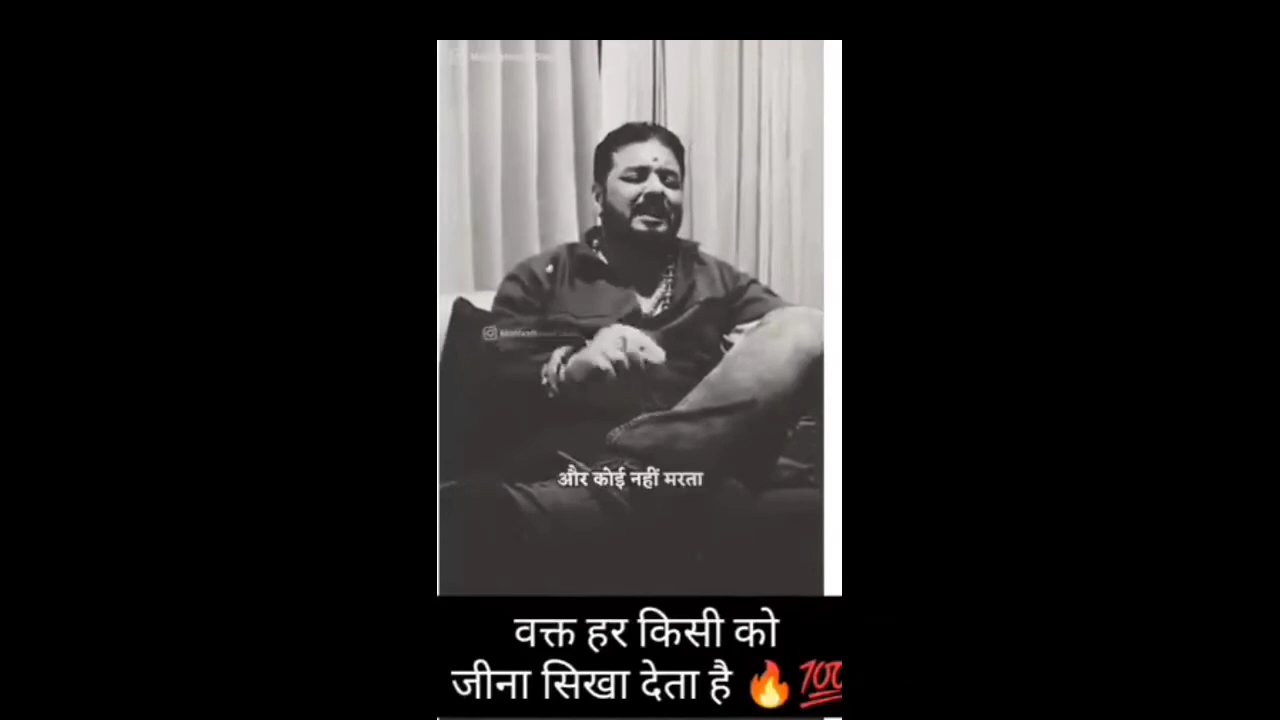 और कोई नहीं मरता
वक्त हर किसी को
जीना सिखा देता है 🔥💯